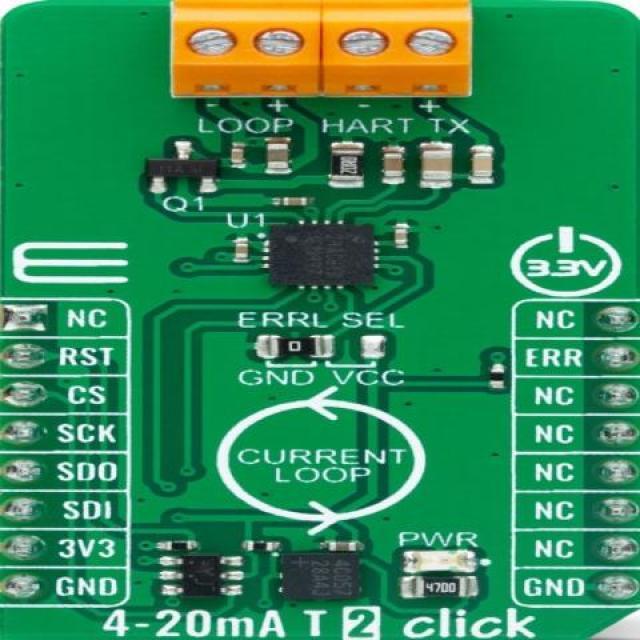 - + - +
LOOP HART TX
Q1
U1
3.3V
ERRL SEL
GND VCC
NC
RST
CS
SCK
SDO
SDI
3V3
GND
NC
ERR
NC
NC
NC
NC
NC
GND
CURRENT
LOOP
PWR
4700
4-20mA T 2 click